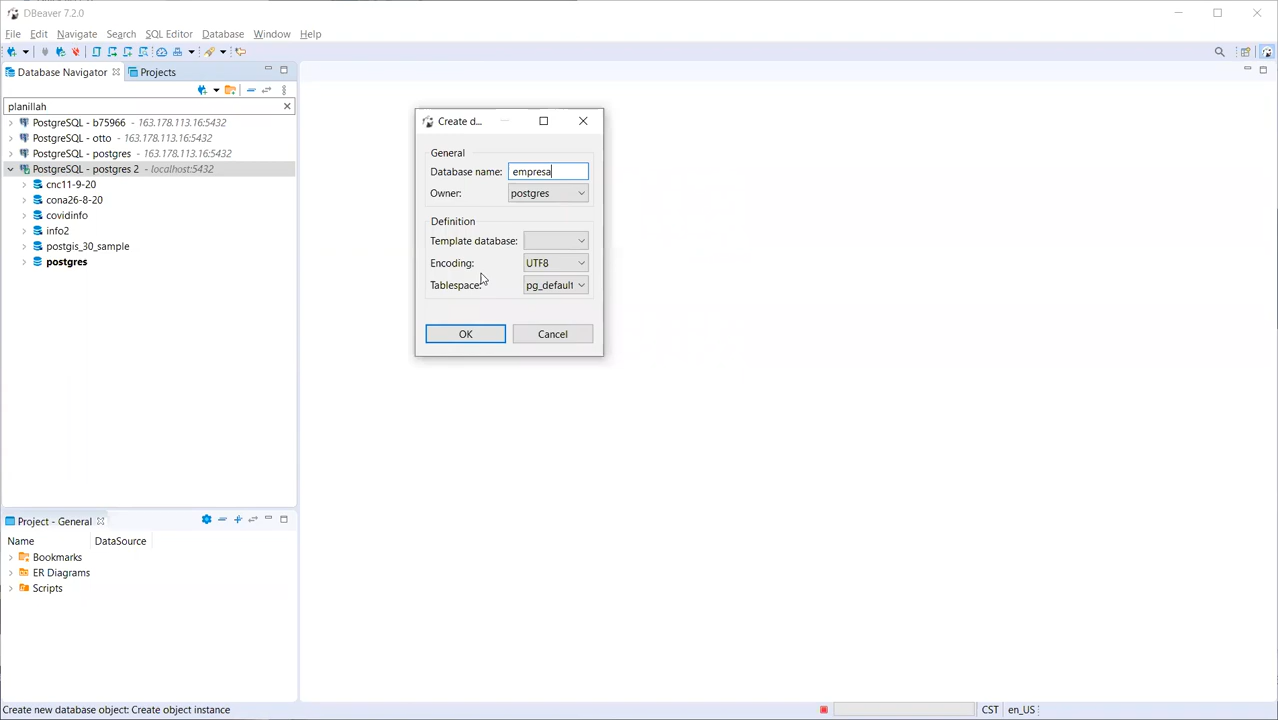 DBeaver 7.2.0
File Edit Navigate Search SQL Editor Database Window Help
Database Navigator Projects
planillah
PostgreSQL - b75966 - 163.178.113.16:5432
PostgreSQL - otto - 163.178.113.16:5432
PostgreSQL - postgres - 163.178.113.16:5432
PostgreSQL - postgres 2 - localhost:5432
cnc11-9-20
cona26-8-20
covidinfo
info2
postgis_30_sample
postgres
Create d...
General
Database name: empresa
Owner: postgres
Definition
Template database:
Encoding: UTF8
Tablespace: pg_default
OK Cancel
Project - General
Name DataSource
Bookmarks
ER Diagrams
Scripts
Create new database object: Create object instance CST en_US